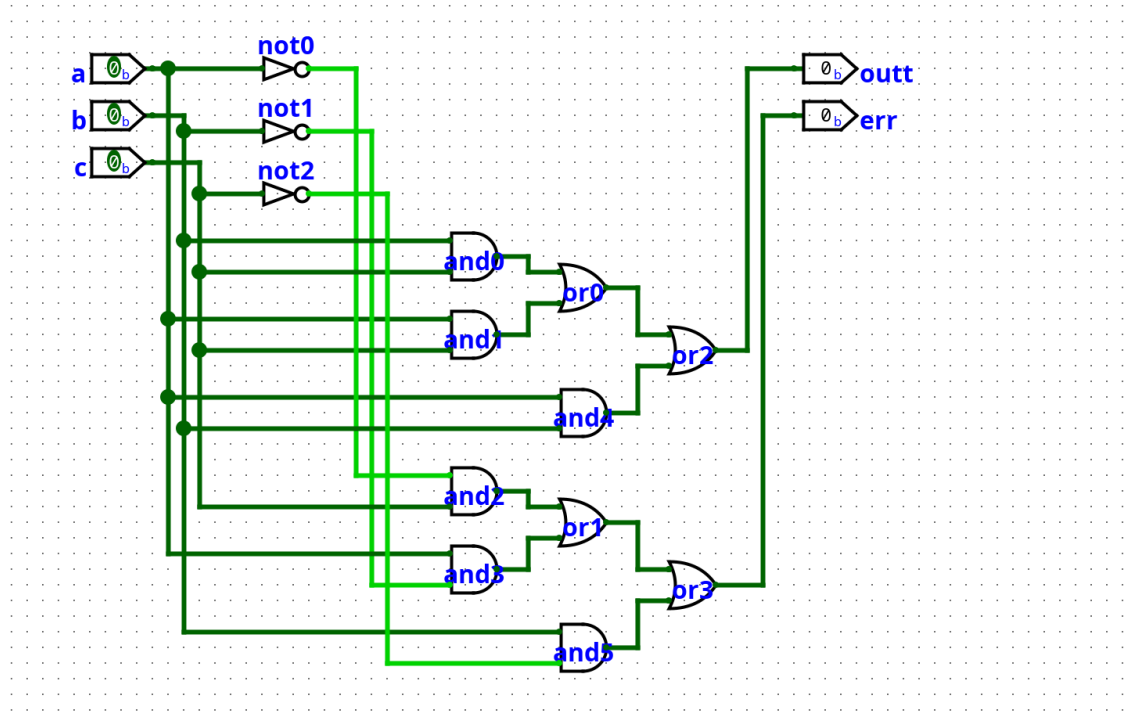 not0
a 0b
0b outt
not1
b 0b
0b err
c 0b
not2
and0
or0
and1
or2
and4
and2
or1
and3
or3
and5